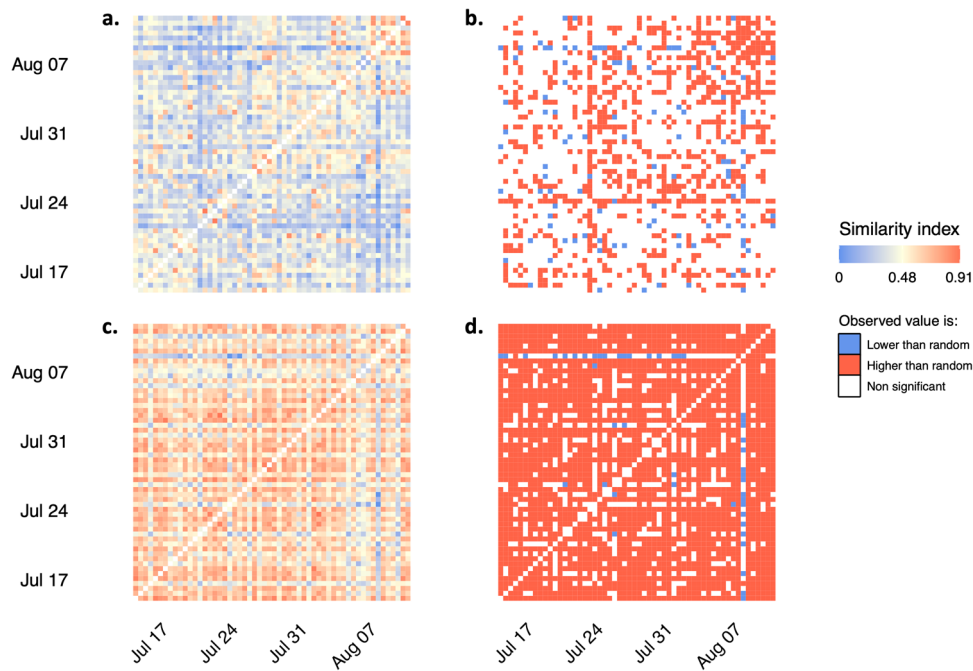 a.
b.
Aug 07
Jul 31
Jul 24
Jul 17
Similarity index
0 0.48 0.91
Observed value is:
Lower than random
Higher than random
Non significant
c.
d.
Aug 07
Jul 31
Jul 24
Jul 17
Jul 17 Jul 24 Jul 31 Aug 07
Jul 17 Jul 24 Jul 31 Aug 07